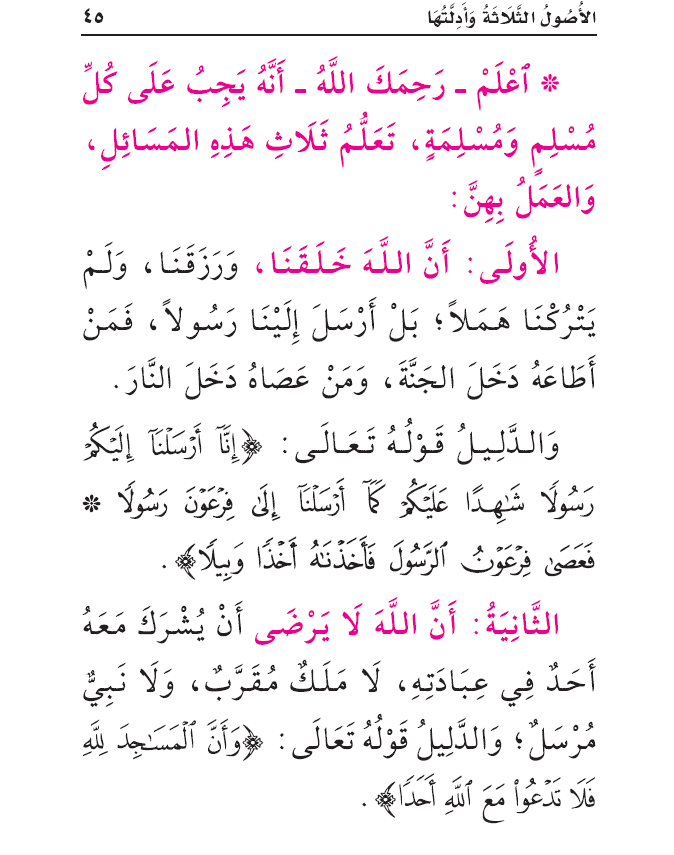 الأُصُولُ الثَّلَاثَةُ وَأَدِلَّتُهَا ٤٥
* ٱعْلَمْ ـ رَحِمَكَ اللَّهُ ـ أَنَّهُ يَجِبُ عَلَى كُلِّ
مُسْلِمٍ وَمُسْلِمَةٍ، تَعَلُّمُ ثَلَاثِ هَذِهِ المَسَائِلِ،
وَالعَمَلُ بِهِنَّ:
الأُولَى: أَنَّ اللَّهَ خَلَقَنَا، وَرَزَقَنَا، وَلَمْ
يَتْرُكْنَا هَمَلاً؛ بَلْ أَرْسَلَ إِلَيْنَا رَسُولاً، فَمَنْ
أَطَاعَهُ دَخَلَ الجَنَّةَ، وَمَنْ عَصَاهُ دَخَلَ النَّارَ.
وَالدَّلِيلُ قَوْلُهُ تَعَالَى: ﴿إِنَّآ أَرْسَلْنَآ إِلَيْكُمْ
رَسُولًا شَٰهِدًا عَلَيْكُمْ كَمَآ أَرْسَلْنَآ إِلَىٰ فِرْعَوْنَ رَسُولًا *
فَعَصَىٰ فِرْعَوْنُ ٱلرَّسُولَ فَأَخَذْنَٰهُ أَخْذًا وَبِيلًا﴾.
الثَّانِيَةُ: أَنَّ اللَّهَ لَا يَرْضَى أَنْ يُشْرَكَ مَعَهُ
أَحَدٌ فِي عِبَادَتِهِ، لَا مَلَكٌ مُقَرَّبٌ، وَلَا نَبِيٌّ
مُرْسَلٌ؛ وَالدَّلِيلُ قَوْلُهُ تَعَالَى: ﴿وَأَنَّ ٱلْمَسَٰجِدَ لِلَّهِ
فَلَا تَدْعُوا۟ مَعَ ٱللَّهِ أَحَدًا﴾.